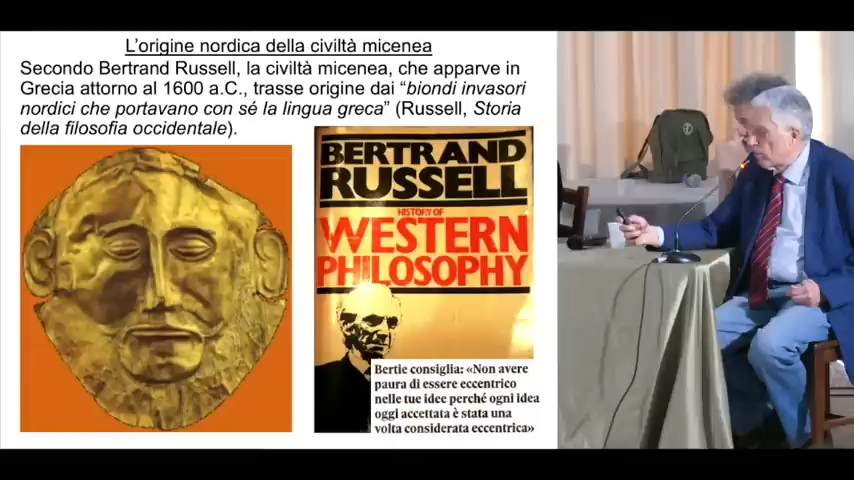 L'origine nordica della civiltà micenea
Secondo Bertrand Russell, la civiltà micenea, che apparve in
Grecia attorno al 1600 a.C., trasse origine dai “biondi invasori
nordici che portavano con sé la lingua greca” (Russell, Storia
della filosofia occidentale).
BERTRAND
RUSSELL
HISTORY OF
WESTERN
PHILOSOPHY
Bertie consiglia: «Non avere
paura di essere eccentrico
nelle tue idee perché ogni idea
oggi accettata è stata una
volta considerata eccentrica»